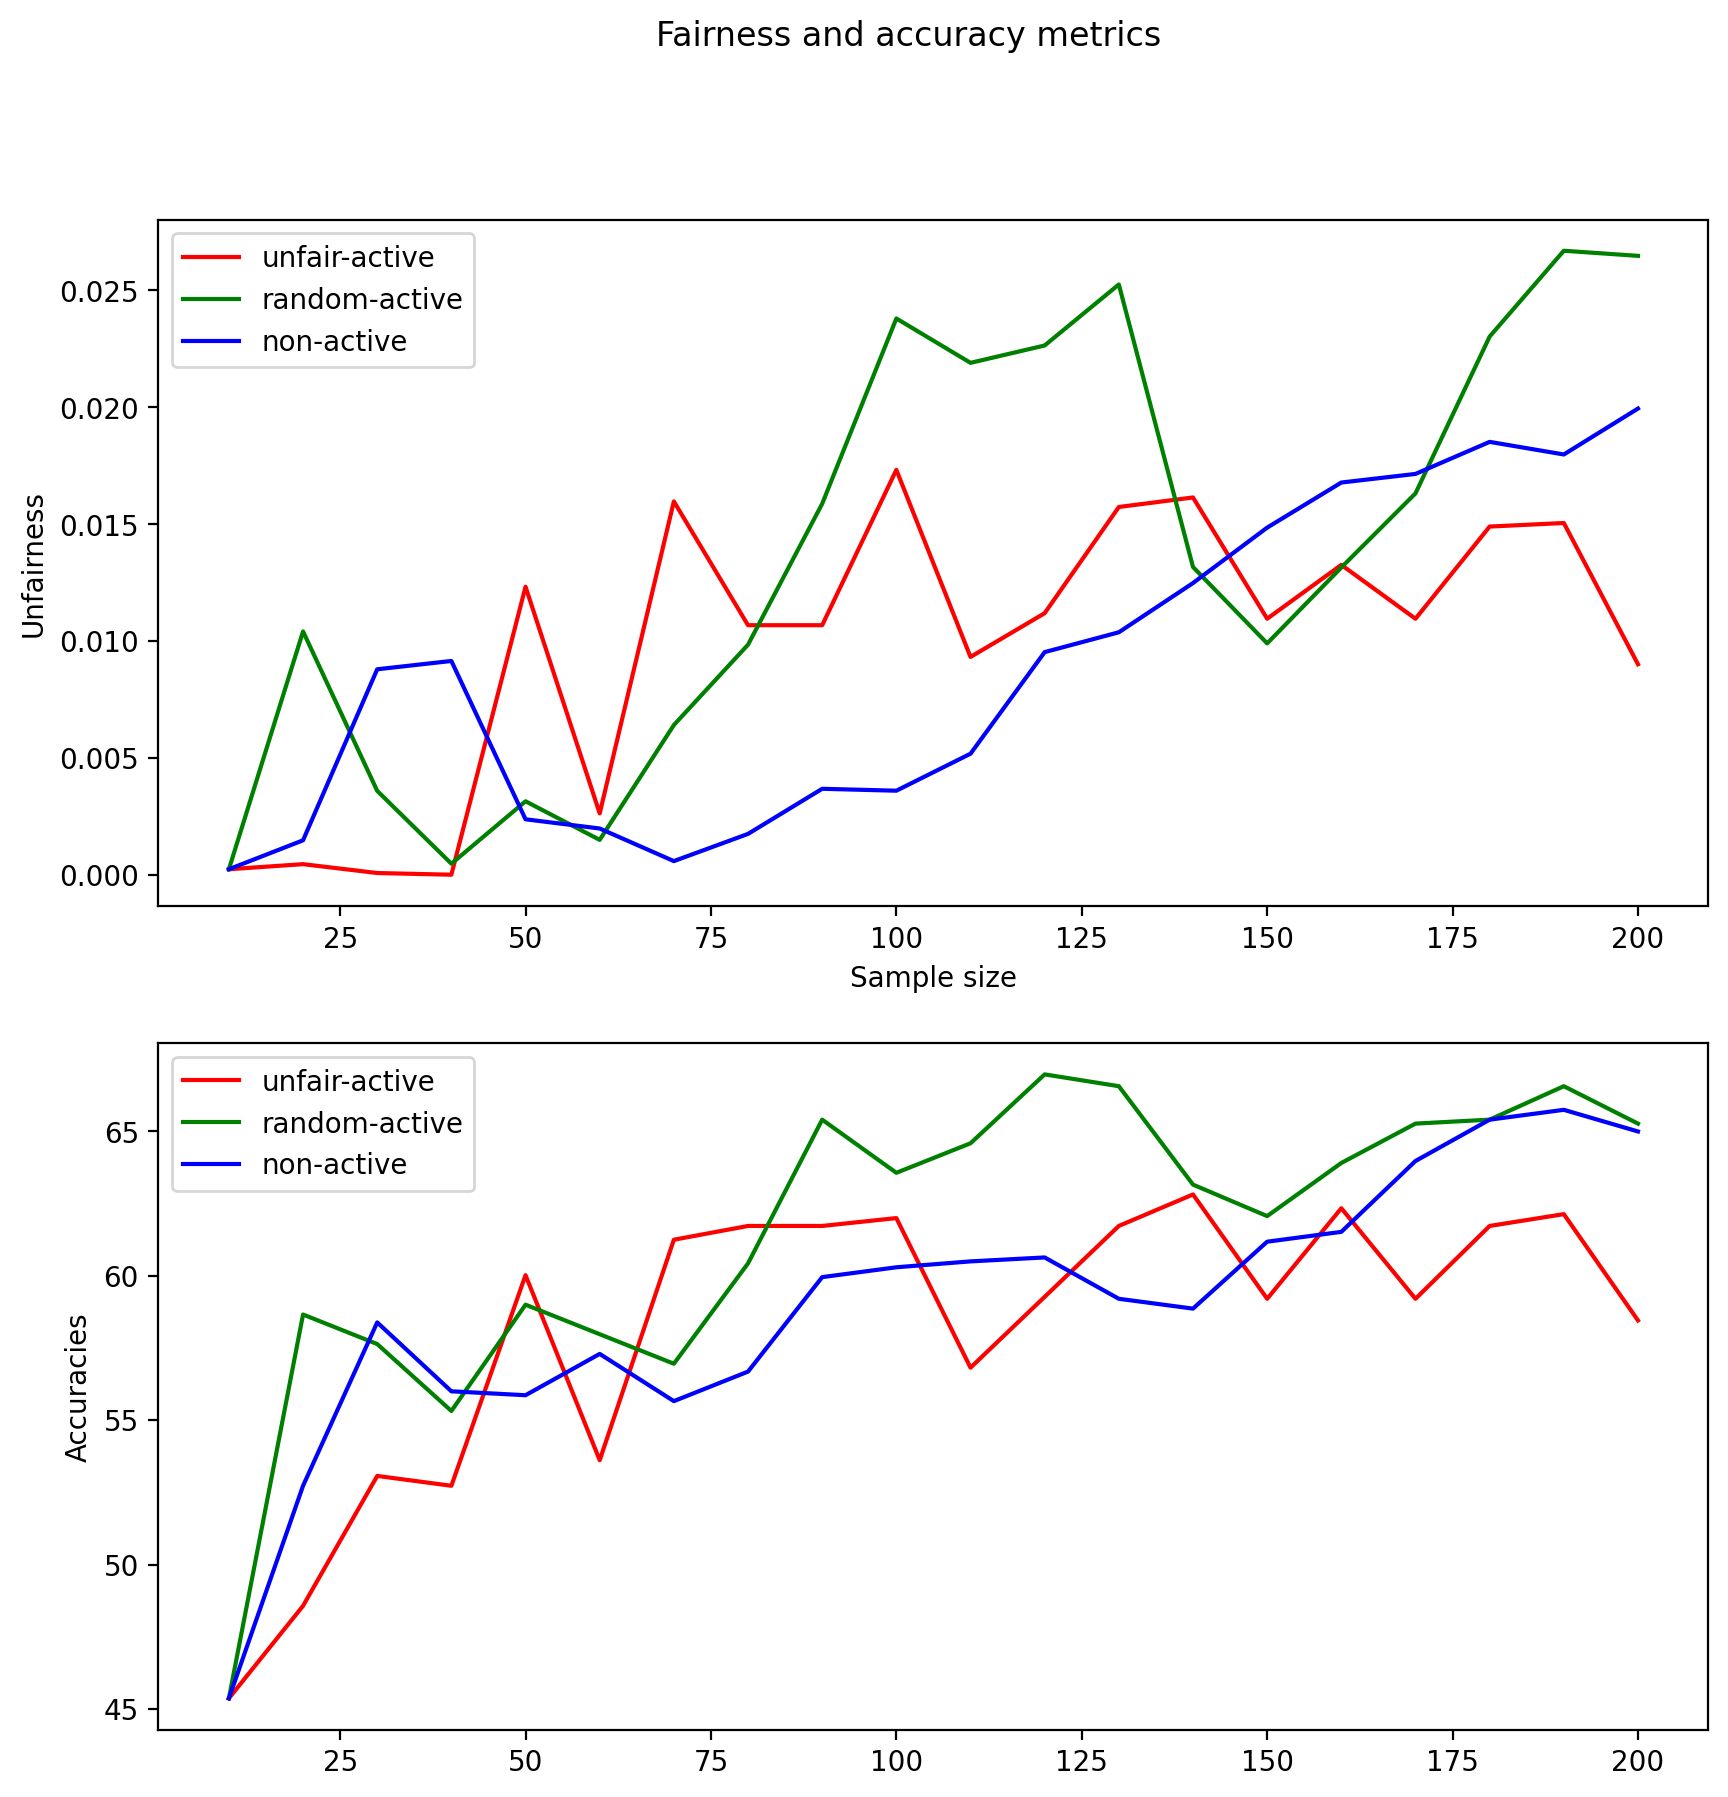 Fairness and accuracy metrics
unfair-active
random-active
non-active
0.025
0.020
0.015
0.010
0.005
0.000
Unfairness
25 50 75 100 125 150 175 200
Sample size
unfair-active
random-active
non-active
65
60
55
50
45
Accuracies
25 50 75 100 125 150 175 200